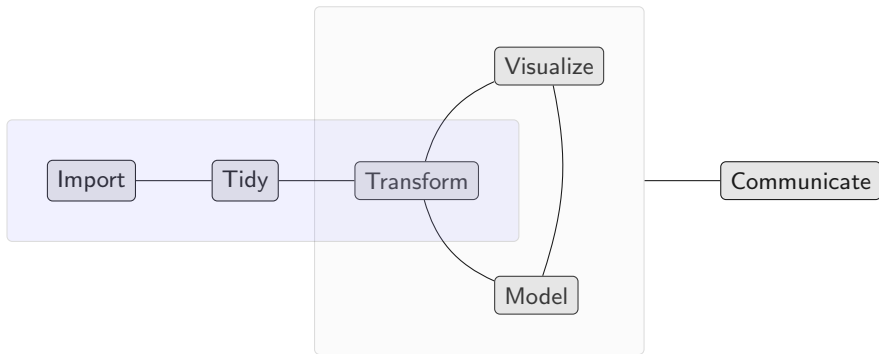 Visualize
Import
Tidy
Transform
Communicate
Model